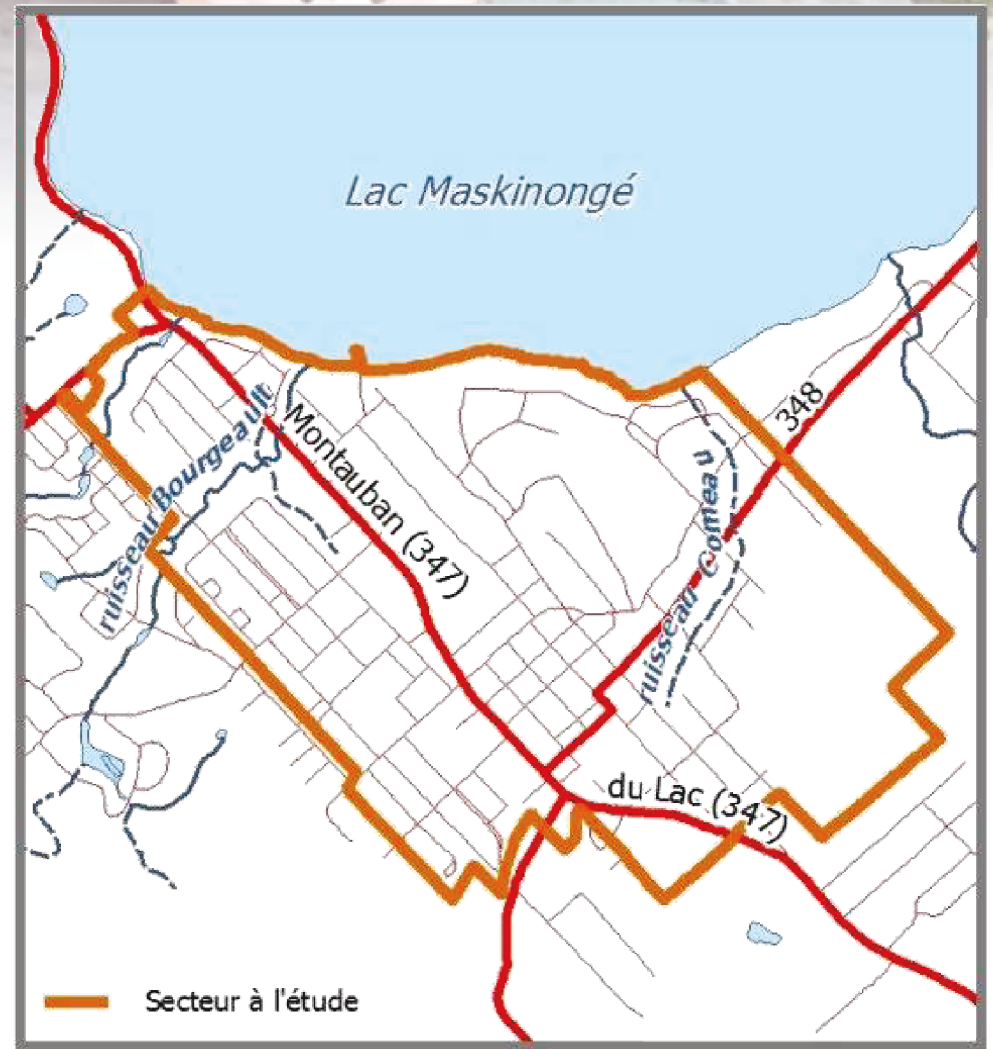 Lac Maskinongé
348
Montauban (347)
ruisseau Bourgeault
ruisseau Comeau
du Lac (347)
Secteur à l'étude